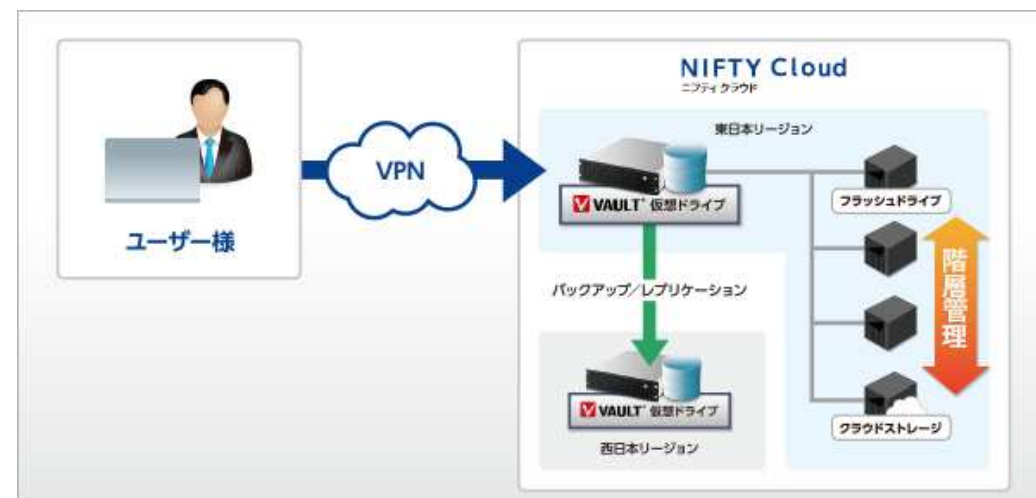 NIFTY Cloud
ニフティ クラウド
東日本リージョン
VPN
VAULT 仮想ドライブ
フラッシュドライブ
ユーザー様
階層管理
バックアップ/レプリケーション
VAULT 仮想ドライブ
クラウドストレージ
西日本リージョン